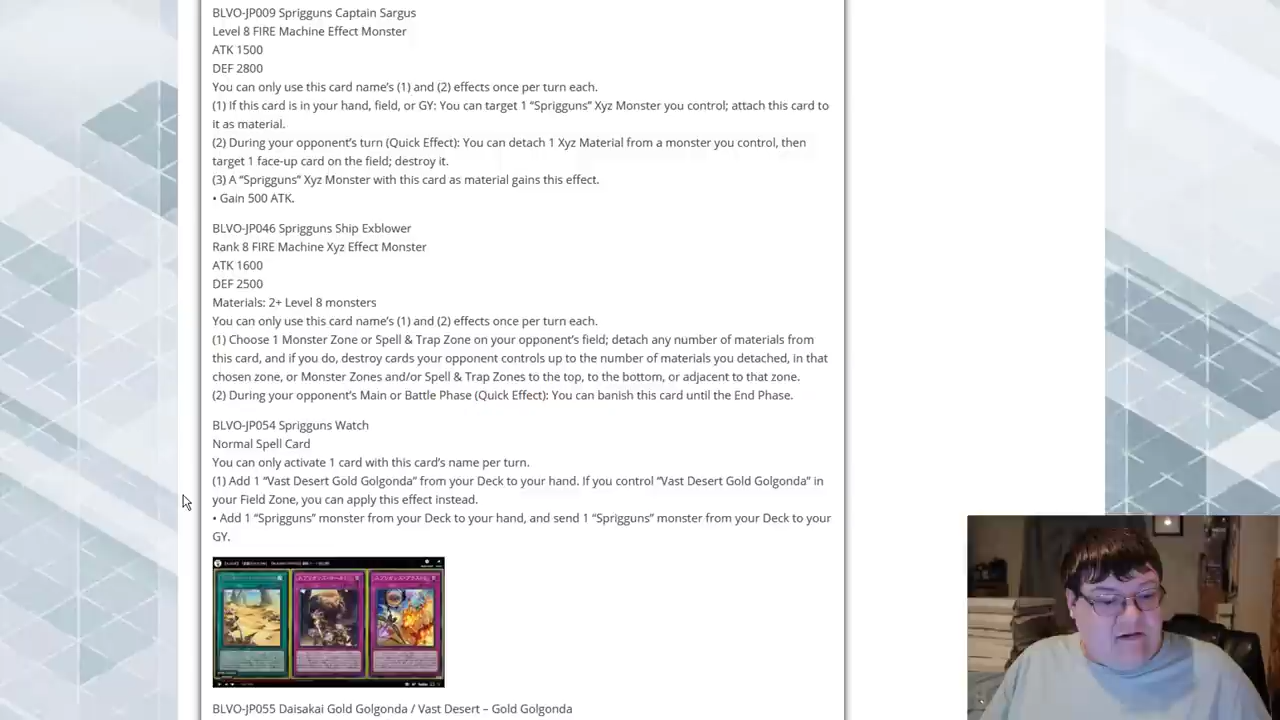 BLVO-JP009 Sprigguns Captain Sargus
Level 8 FIRE Machine Effect Monster
ATK 1500
DEF 2800
You can only use this card name's (1) and (2) effects once per turn each.
(1) If this card is in your hand, field, or GY: You can target 1 “Sprigguns” Xyz Monster you control; attach this card to
it as material.
(2) During your opponent's turn (Quick Effect): You can detach 1 Xyz Material from a monster you control, then
target 1 face-up card on the field; destroy it.
(3) A “Sprigguns” Xyz Monster with this card as material gains this effect.
• Gain 500 ATK.
BLVO-JP046 Sprigguns Ship Exblower
Rank 8 FIRE Machine Xyz Effect Monster
ATK 1600
DEF 2500
Materials: 2+ Level 8 monsters
You can only use this card name's (1) and (2) effects once per turn each.
(1) Choose 1 Monster Zone or Spell & Trap Zone on your opponent's field; detach any number of materials from
this card, and if you do, destroy cards your opponent controls up to the number of materials you detached, in that
chosen zone, or Monster Zones and/or Spell & Trap Zones to the top, to the bottom, or adjacent to that zone.
(2) During your opponent's Main or Battle Phase (Quick Effect): You can banish this card until the End Phase.
BLVO-JP054 Sprigguns Watch
Normal Spell Card
You can only activate 1 card with this card's name per turn.
(1) Add 1 “Vast Desert Gold Golgonda” from your Deck to your hand. If you control “Vast Desert Gold Golgonda” in
your Field Zone, you can apply this effect instead.
• Add 1 “Sprigguns” monster from your Deck to your hand, and send 1 “Sprigguns” monster from your Deck to your
GY.
BLVO-JP055 Daisakai Gold Golgonda / Vast Desert – Gold Golgonda